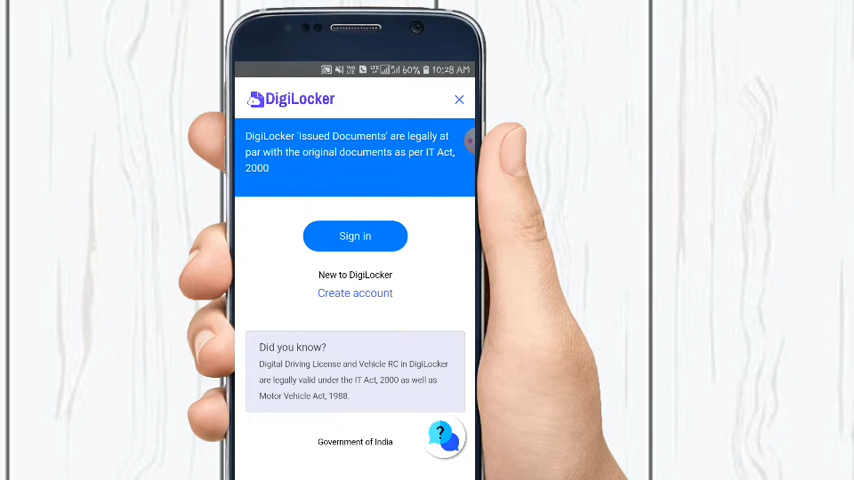 60% 10:28 AM
DigiLocker
DigiLocker 'Issued Documents' are legally at
par with the original documents as per IT Act,
2000
Sign in
New to DigiLocker
Create account
Did you know?
Digital Driving License and Vehicle RC in DigiLocker
are legally valid under the IT Act, 2000 as well as
Motor Vehicle Act, 1988.
Government of India
?